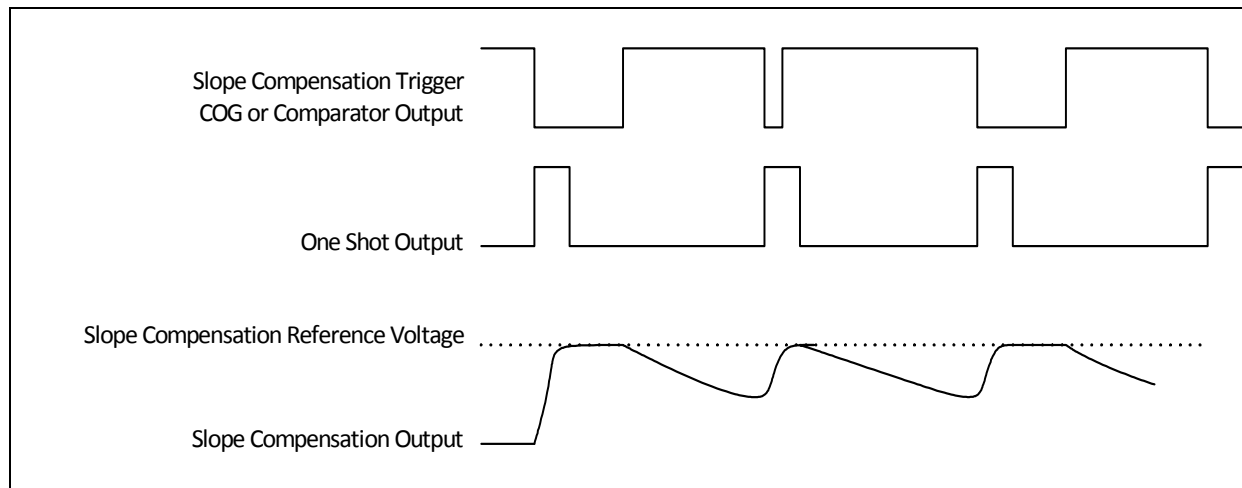 Slope Compensation Trigger
COG or Comparator Output
One Shot Output
Slope Compensation Reference Voltage
Slope Compensation Output